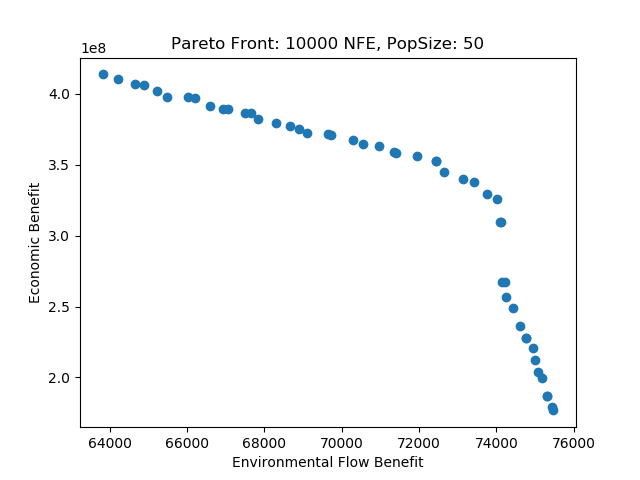 Pareto Front: 10000 NFE, PopSize: 50
1e8
4.0
3.5
3.0
2.5
2.0
Economic Benefit
64000 66000 68000 70000 72000 74000 76000
Environmental Flow Benefit